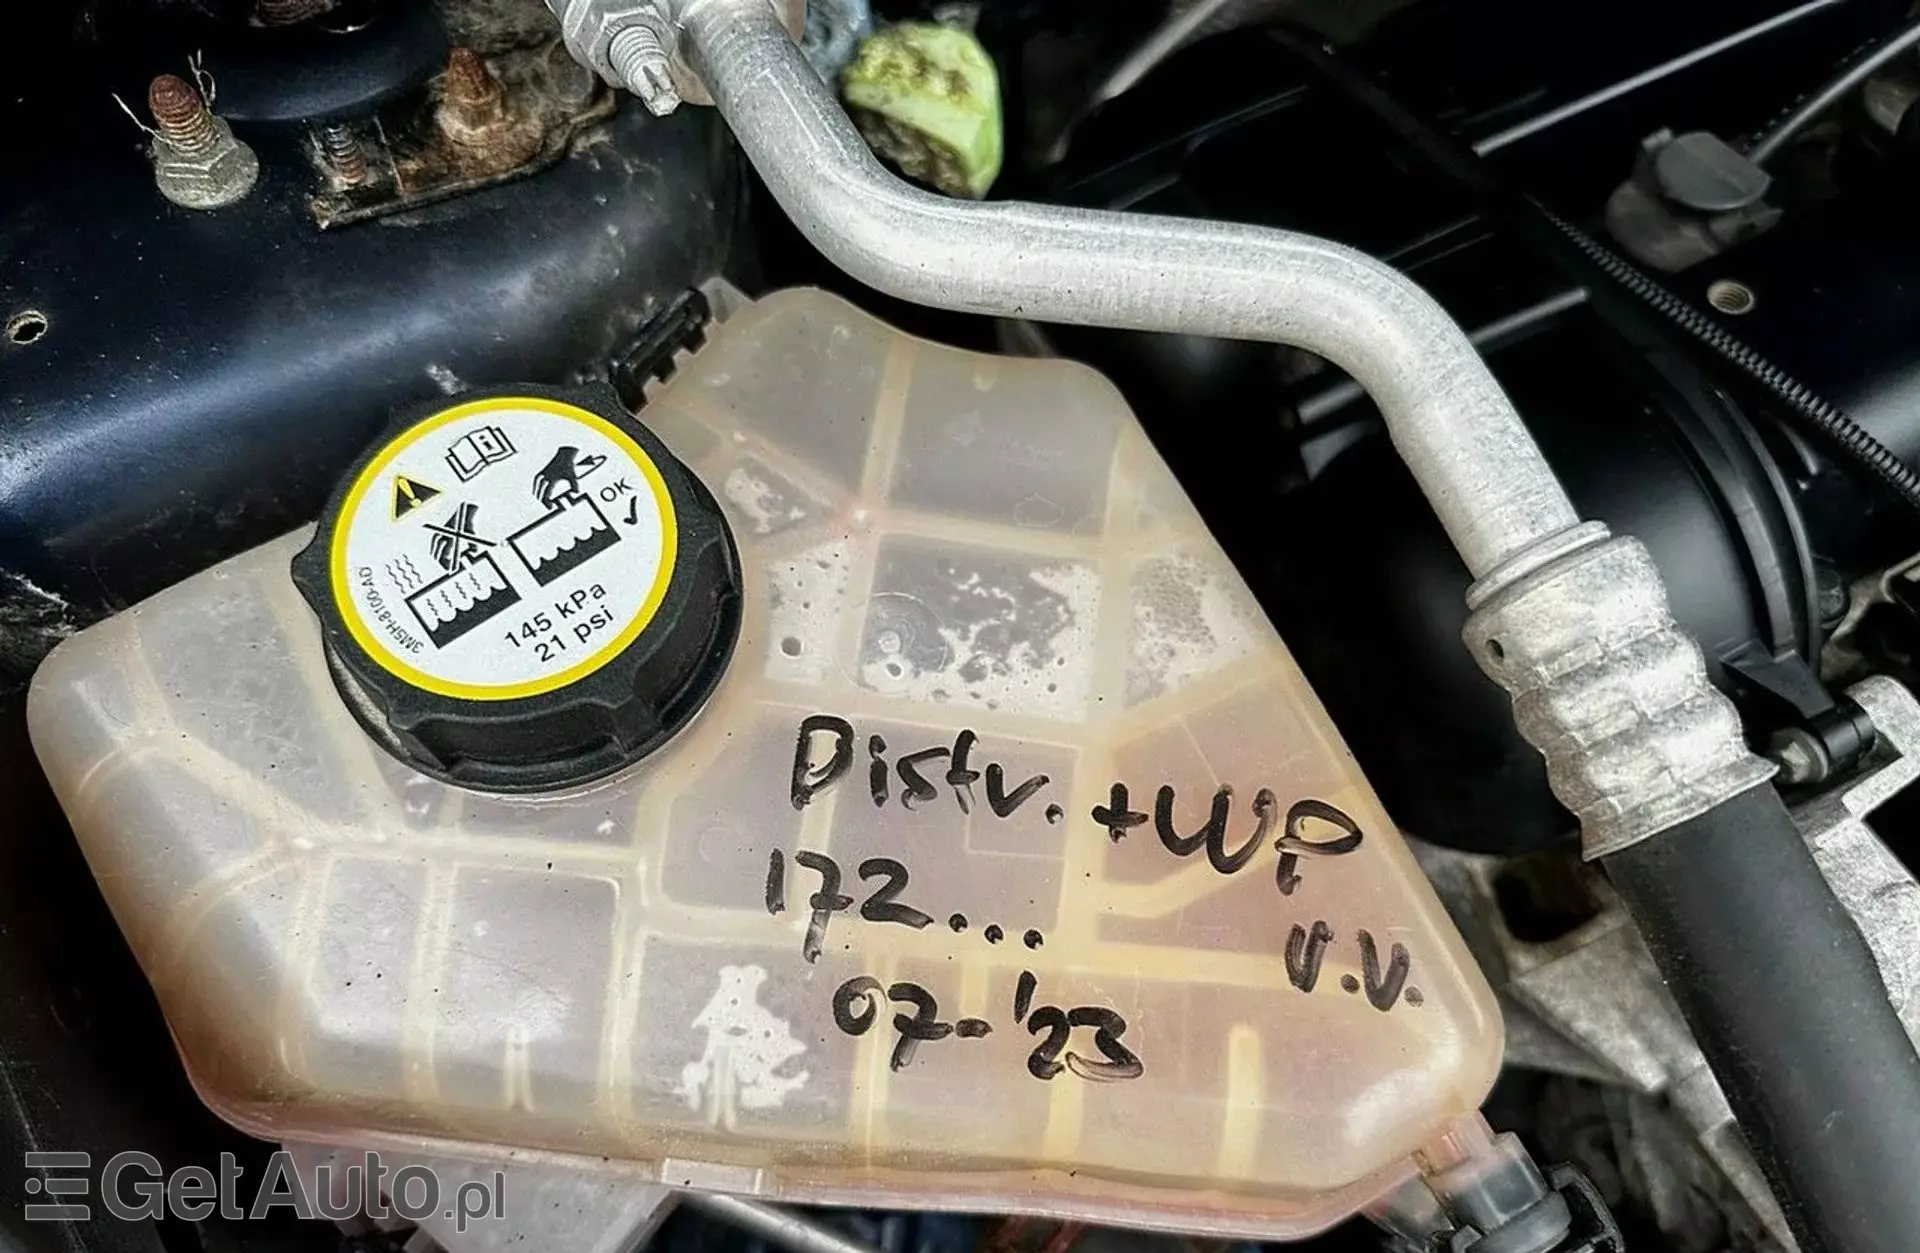 OK
3M5H-8100-AD
145 kPa
21 psi
Distr. + WP
172...
V.V.
07-'23
GetAuto.pl